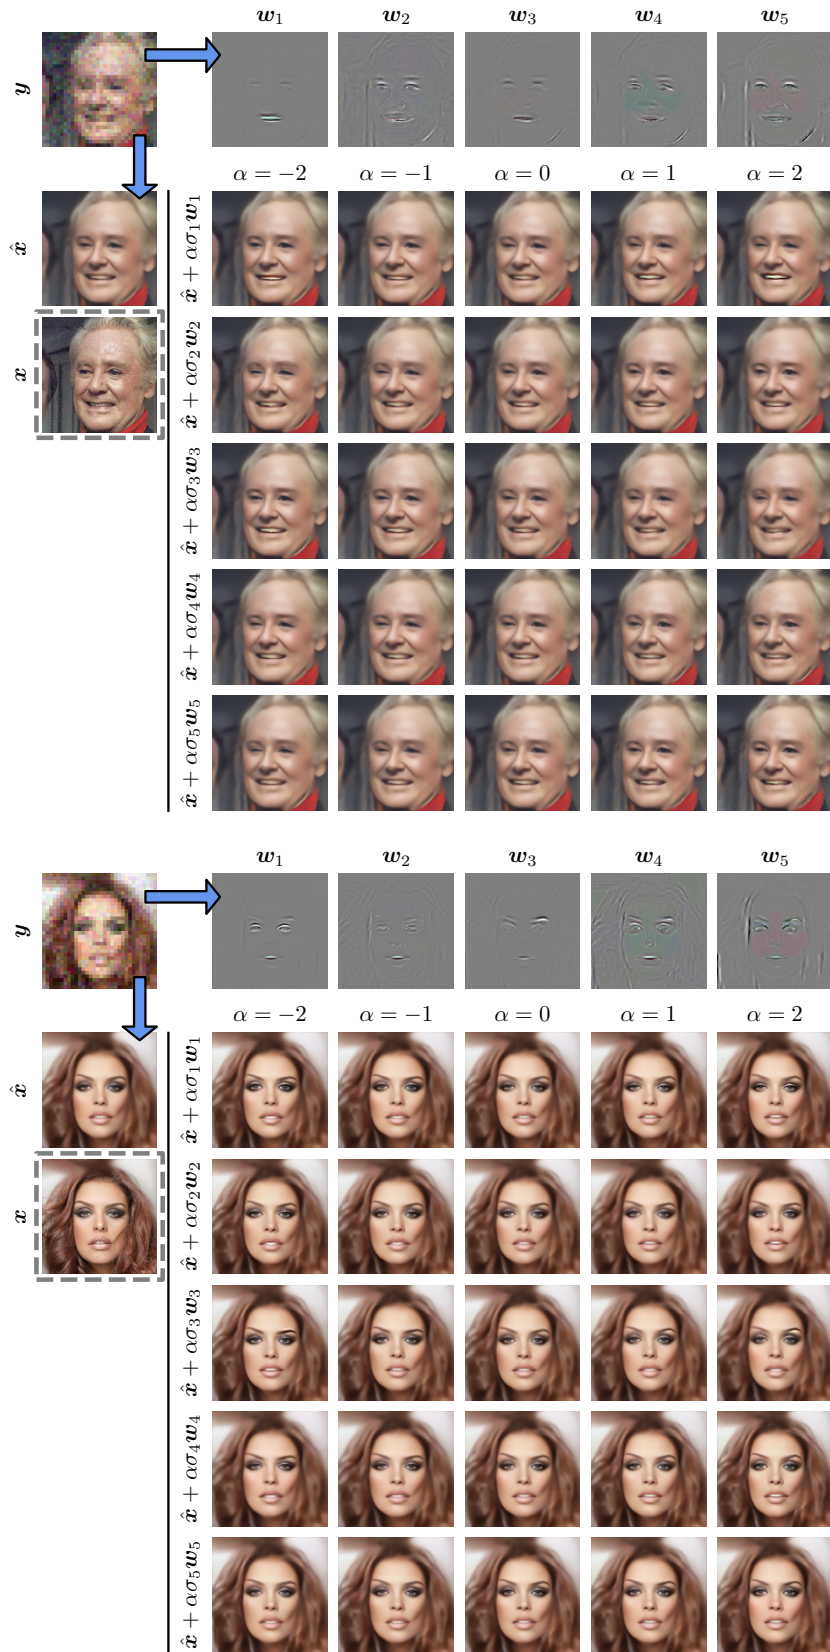 w₁ w₂ w₃ w₄ w₅
y
α = −2 α = −1 α = 0 α = 1 α = 2
x̂
x̂ + ασ₁w₁
x
x̂ + ασ₂w₂
x̂ + ασ₃w₃
x̂ + ασ₄w₄
x̂ + ασ₅w₅
w₁ w₂ w₃ w₄ w₅
y
α = −2 α = −1 α = 0 α = 1 α = 2
x̂
x̂ + ασ₁w₁
x
x̂ + ασ₂w₂
x̂ + ασ₃w₃
x̂ + ασ₄w₄
x̂ + ασ₅w₅